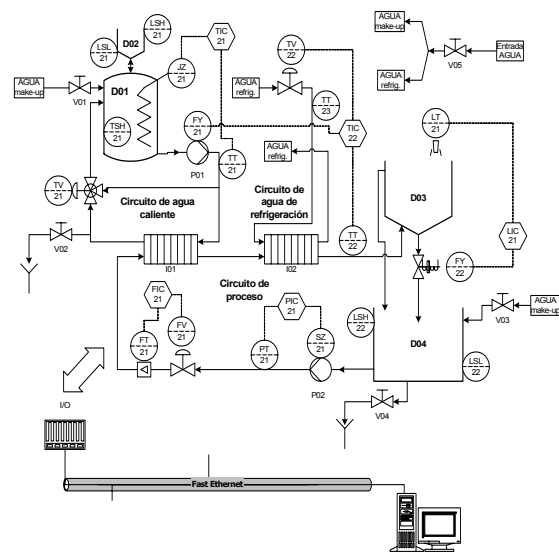 LSH
21
LSL
21
D02
TIC
21
TV
22
AGUA
make-up
Entrada
AGUA
V05
AGUA
refrig.
JZ
21
D01
AGUA
make-up
V01
AGUA
refrig.
TT
23
LT
21
TSH
21
FY
21
P01
TT
21
TIC
22
AGUA
refrig.
D03
TV
21
Circuito de agua
caliente
Circuito de
agua de
refrigeración
TT
22
LIC
21
V02
I01
I02
FY
22
Circuito de
proceso
FIC
21
PIC
21
FV
21
FT
21
PT
21
SZ
21
P02
LSH
22
AGUA
make-up
V03
D04
LSL
22
V04
I/O
Fast Ethernet